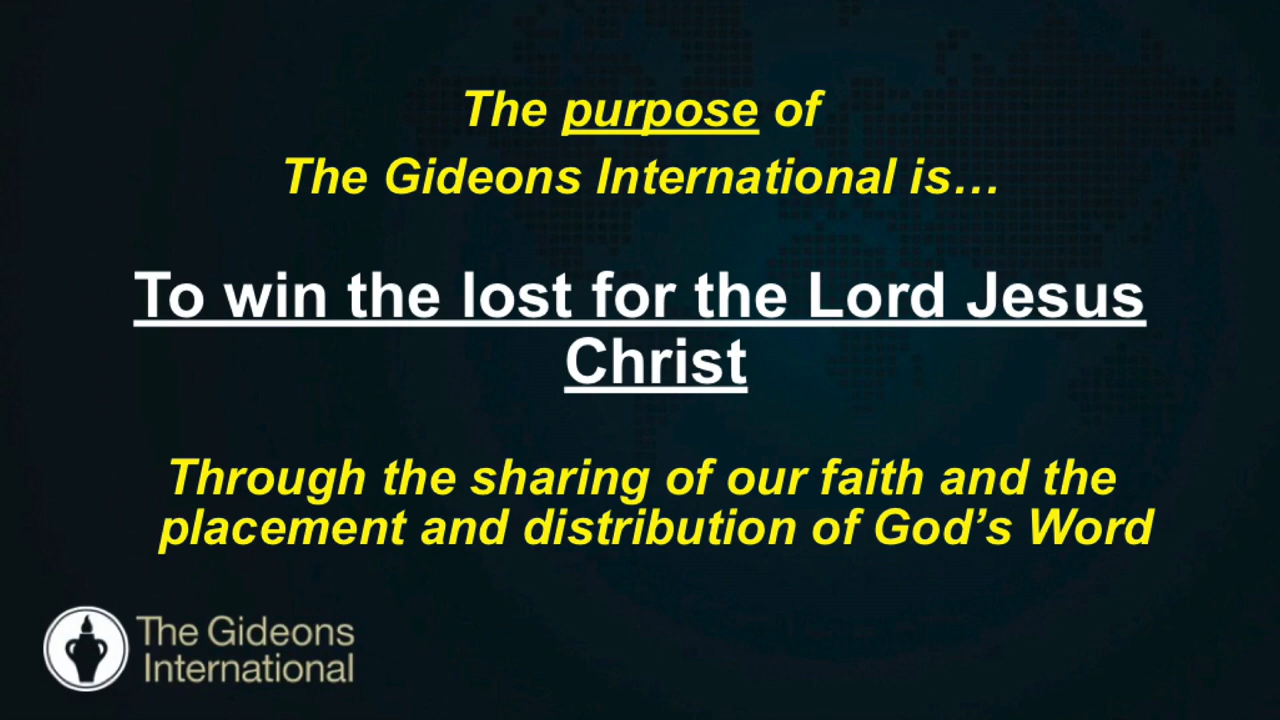 The purpose of
The Gideons International is…
To win the lost for the Lord Jesus
Christ
Through the sharing of our faith and the
placement and distribution of God’s Word
The Gideons
International